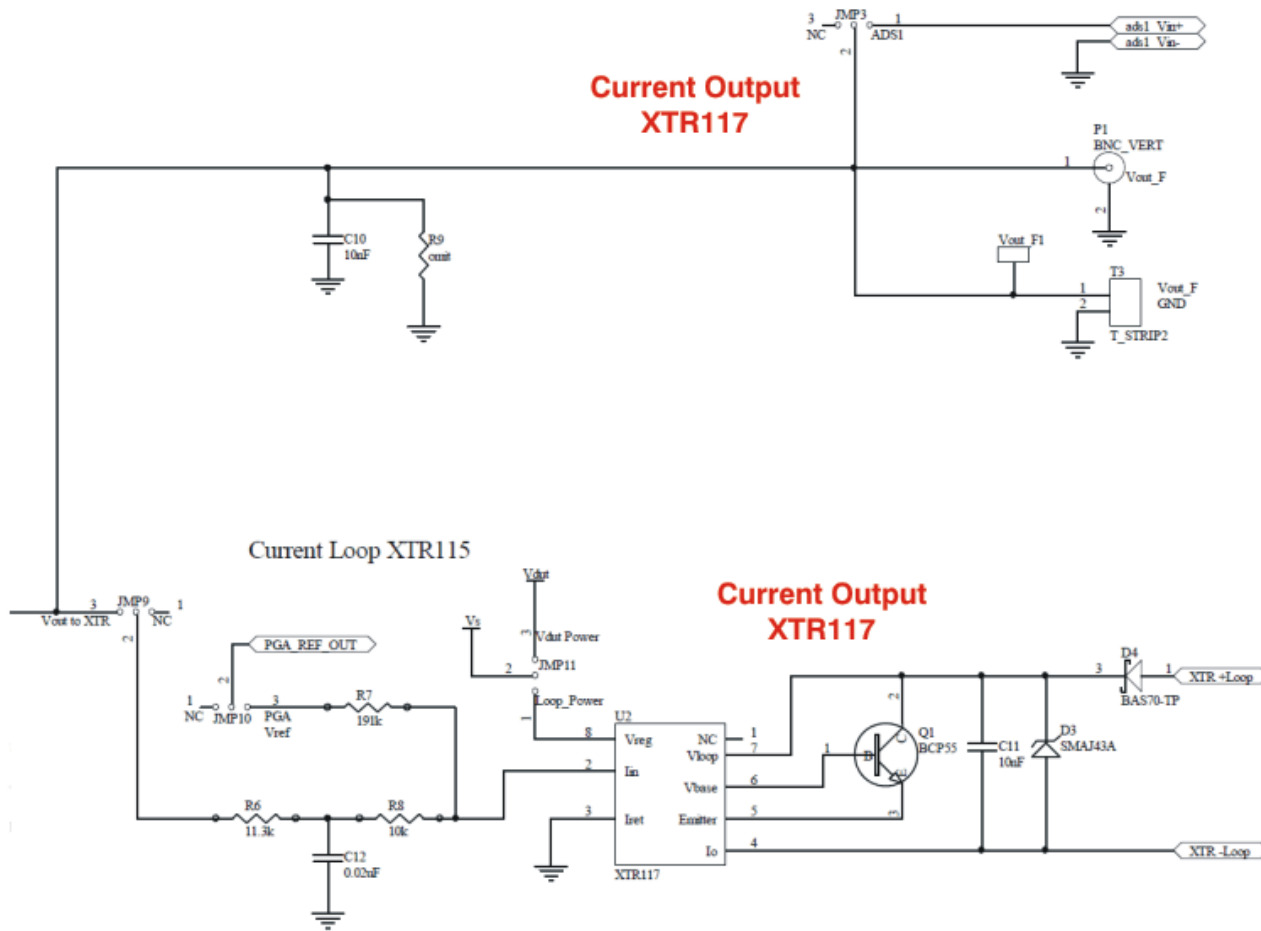 3
JMP3
1
NC
ADS1
2
ads1_Vin+
ads1_Vin-
Current Output
XTR117
P1
BNC_VERT
1
Vout_F
2
C10
10nF
R9
omit
Vout_F1
T3
1
2
Vout_F
GND
T_STRIP2
Current Loop XTR115
Vdut
Current Output
XTR117
3
JMP9
1
Vout to XTR
NC
2
Vs
3
Vdut Power
2
JMP11
Loop_Power
1
PGA_REF_OUT
2
1
NC
JMP10
3
PGA
Vref
R7
191k
U2
8
Vreg
NC
1
Vloop
7
2
Iin
Vbase
6
3
Iret
Emitter
5
Io
4
XTR117
R6
11.3k
R8
10k
C12
0.02uF
1
2
3
B
C
E
Q1
BCP55
C11
10nF
D3
SMAJ43A
3
D4
1
BAS70-TP
XTR +Loop
XTR -Loop